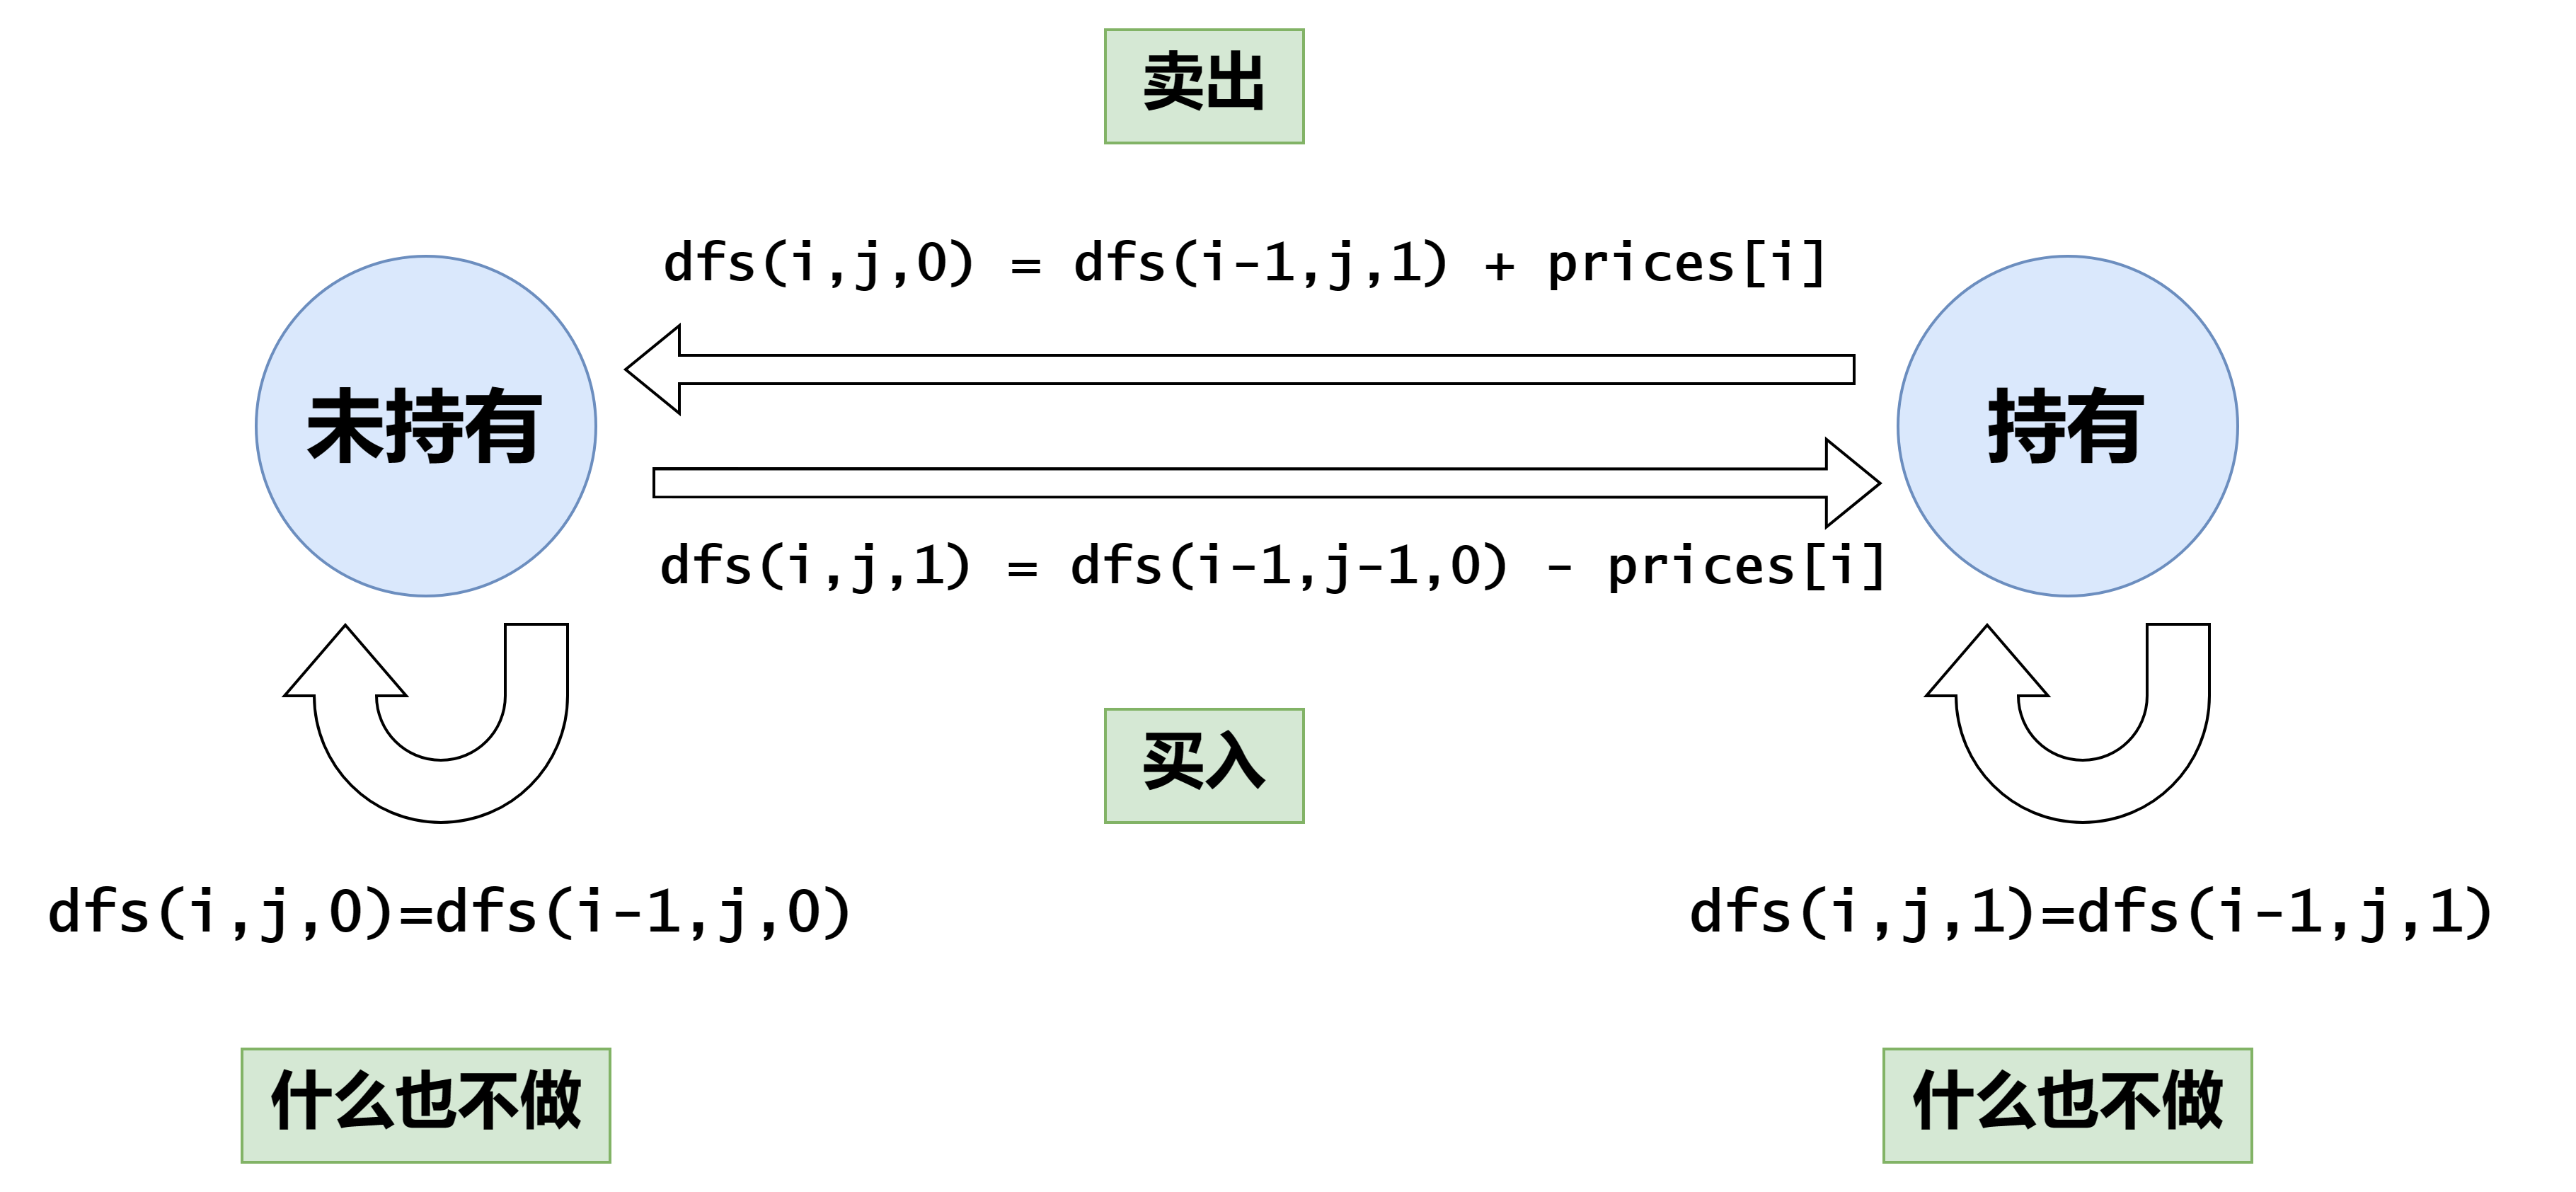 卖出
dfs(i,j,0) = dfs(i-1,j,1) + prices[i]
未持有
持有
dfs(i,j,1) = dfs(i-1,j-1,0) - prices[i]
买入
dfs(i,j,0)=dfs(i-1,j,0)
dfs(i,j,1)=dfs(i-1,j,1)
什么也不做
什么也不做